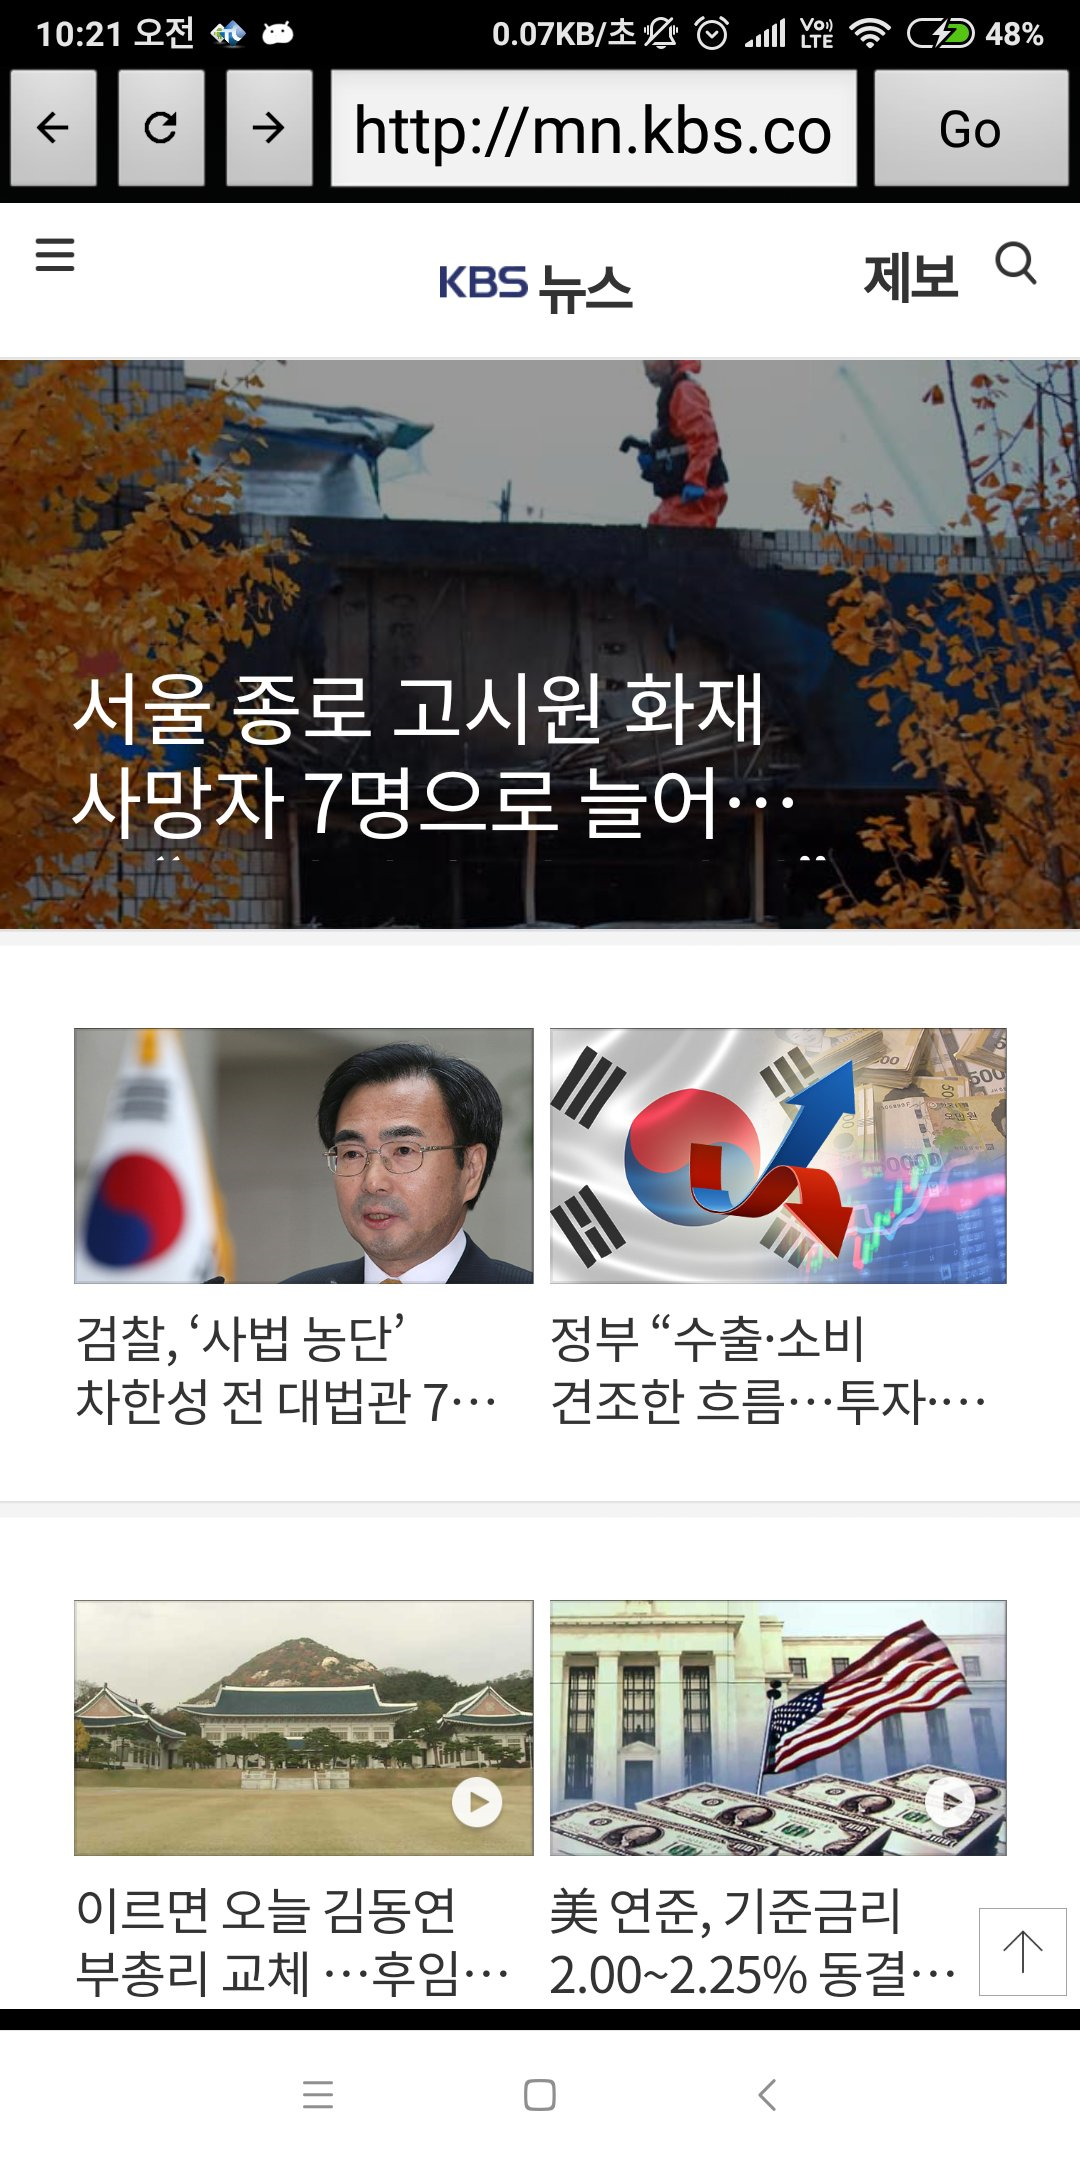 10:21 오전
0.07KB/초
Vo)) LTE
48%
http://mn.kbs.co
Go
KBS 뉴스
제보
서울 종로 고시원 화재
사망자 7명으로 늘어…
검찰, ‘사법 농단’
차한성 전 대법관 7…
정부 “수출·소비
견조한 흐름…투자·…
이르면 오늘 김동연
부총리 교체 …후임…
美 연준, 기준금리
2.00~2.25% 동결…